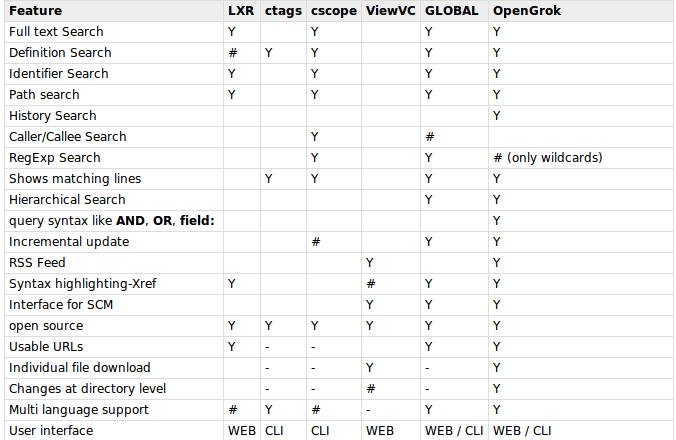 Feature LXR ctags cscope ViewVC GLOBAL OpenGrok
Full text Search Y Y Y Y
Definition Search # Y Y Y Y
Identifier Search Y Y Y Y
Path search Y Y Y Y
History Search Y
Caller/Callee Search Y #
RegExp Search Y Y # (only wildcards)
Shows matching lines Y Y Y Y
Hierarchical Search Y Y
query syntax like AND, OR, field: Y
Incremental update # Y Y
RSS Feed Y Y
Syntax highlighting-Xref Y # Y Y
Interface for SCM Y Y Y
open source Y Y Y Y Y Y
Usable URLs Y - - Y Y
Individual file download - - Y - Y
Changes at directory level - - # - Y
Multi language support # Y # - Y Y
User interface WEB CLI CLI WEB WEB / CLI WEB / CLI